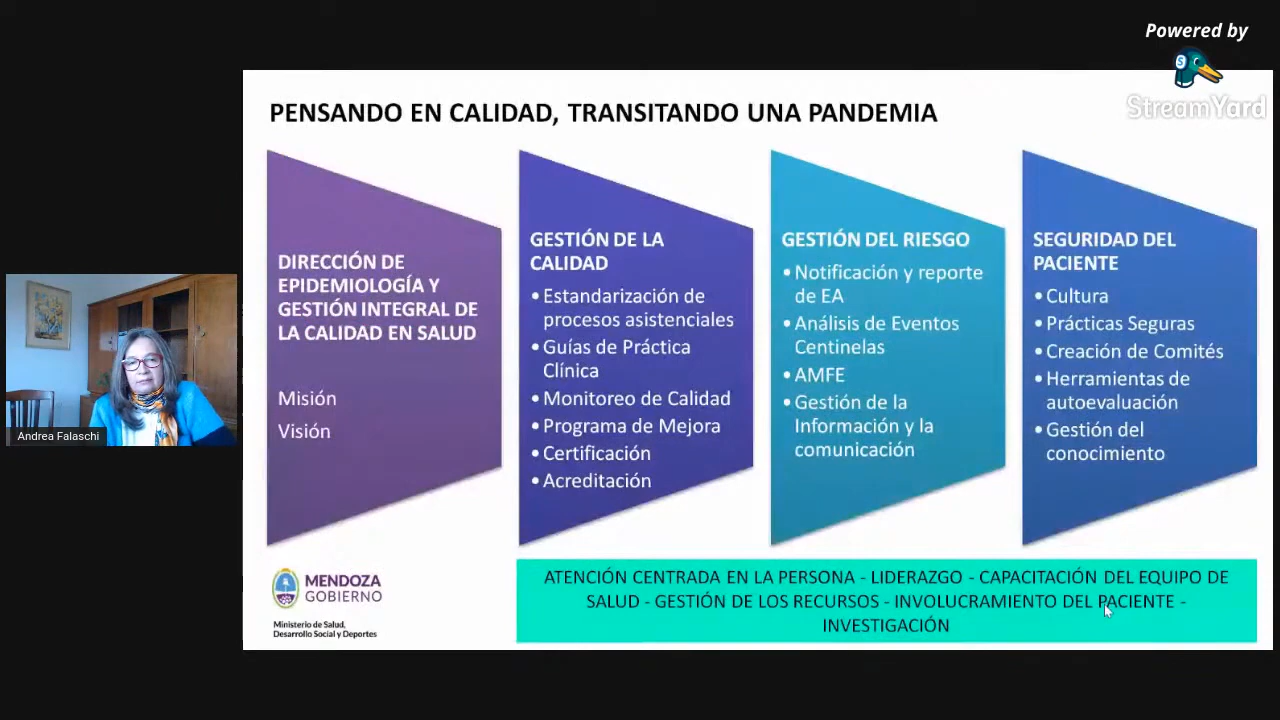 Powered by
StreamYard
PENSANDO EN CALIDAD, TRANSITANDO UNA PANDEMIA
DIRECCIÓN DE
EPIDEMIOLOGÍA Y
GESTIÓN INTEGRAL DE
LA CALIDAD EN SALUD
Misión
Visión
GESTIÓN DE LA
CALIDAD
•Estandarización de
procesos asistenciales
•Guías de Práctica
Clínica
•Monitoreo de Calidad
•Programa de Mejora
•Certificación
•Acreditación
GESTIÓN DEL RIESGO
•Notificación y reporte
de EA
•Análisis de Eventos
Centinelas
•AMFE
•Gestión de la
Información y la
comunicación
SEGURIDAD DEL
PACIENTE
•Cultura
•Prácticas Seguras
•Creación de Comités
•Herramientas de
autoevaluación
•Gestión del
conocimiento
Andrea Falaschi
MENDOZA
GOBIERNO
Ministerio de Salud,
Desarrollo Social y Deportes
ATENCIÓN CENTRADA EN LA PERSONA - LIDERAZGO - CAPACITACIÓN DEL EQUIPO DE
SALUD - GESTIÓN DE LOS RECURSOS - INVOLUCRAMIENTO DEL PACIENTE -
INVESTIGACIÓN